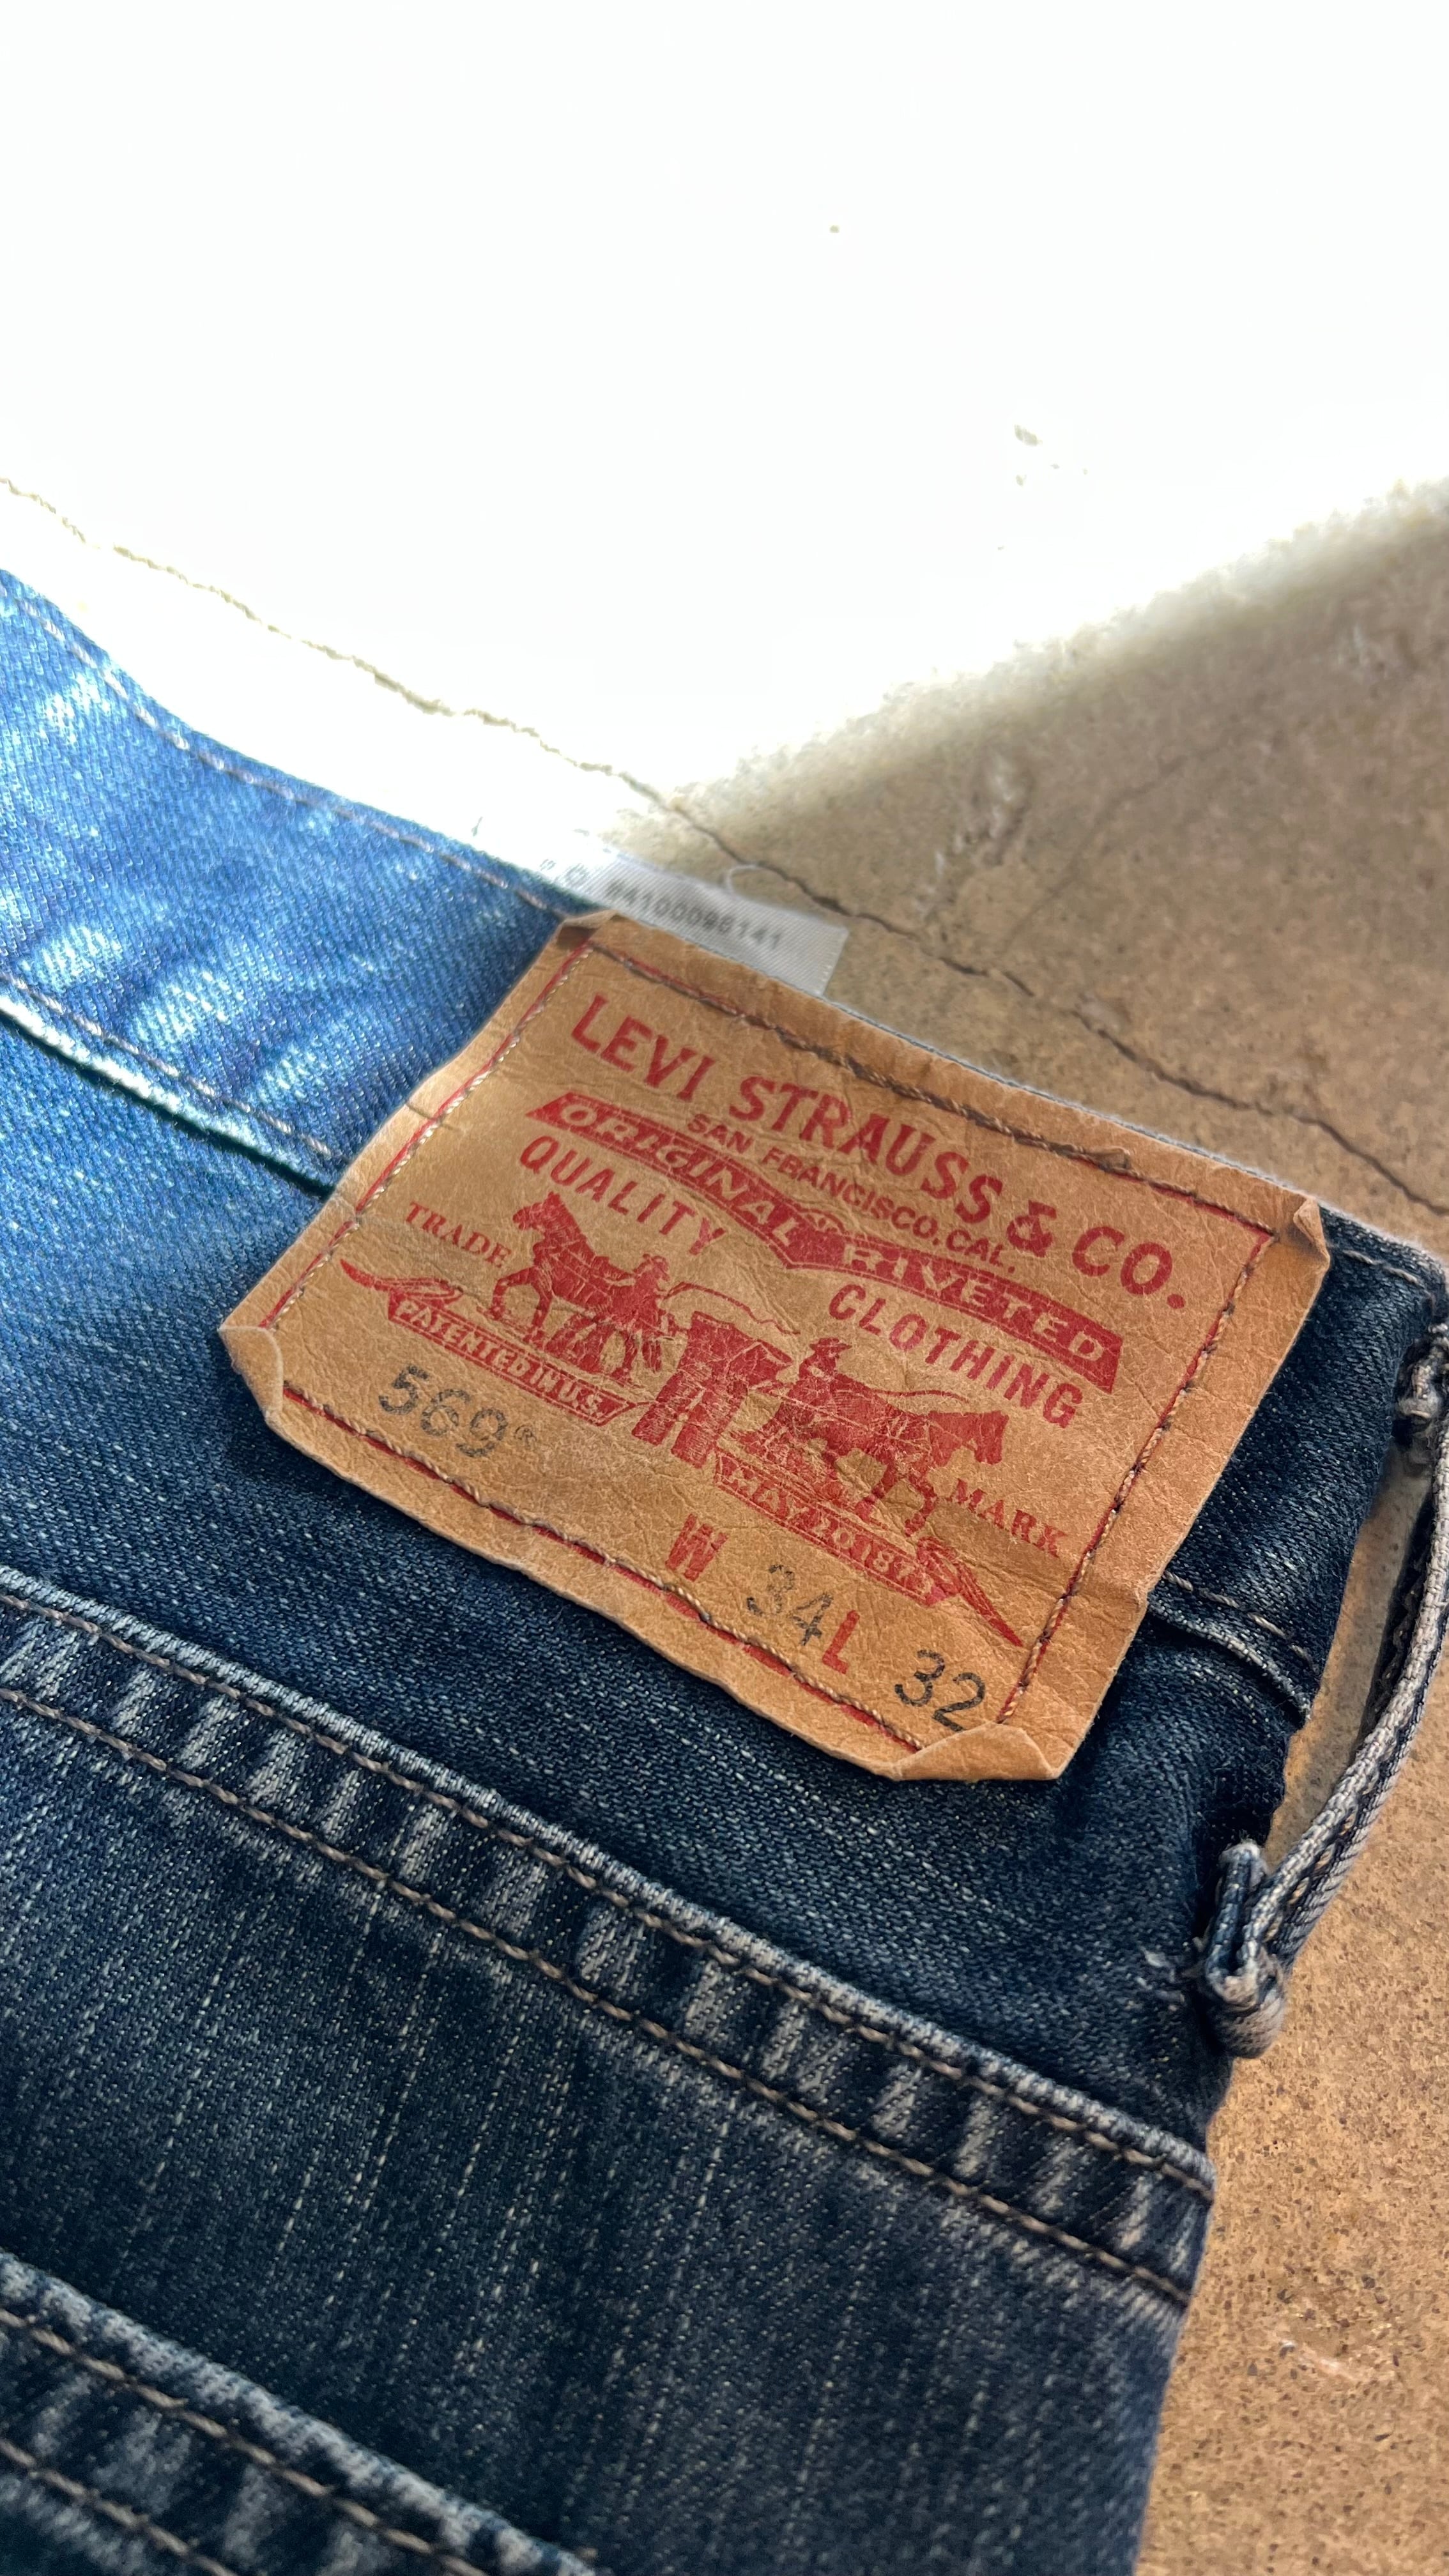 LEVI STRAUSS & CO.
SAN FRANCISCO, CAL.
ORIGINAL RIVETED
QUALITY CLOTHING
TRADE MARK
PATENTED IN U.S. MAY 20 1873
569®
W 34 L 32